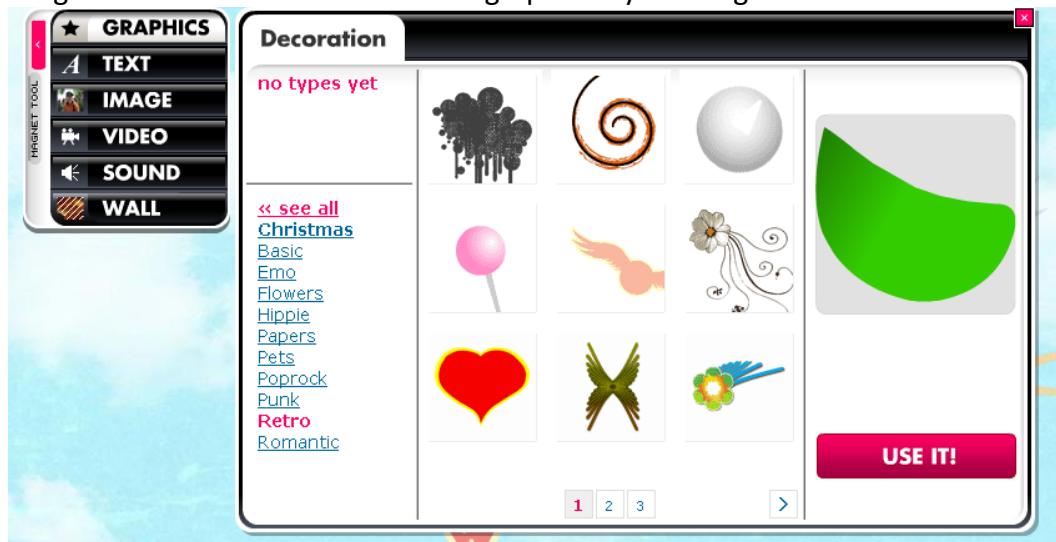 GRAPHICS
TEXT
IMAGE
VIDEO
SOUND
WALL
MAGNET TOOL
Decoration
no types yet
‹‹ see all
Christmas
Basic
Emo
Flowers
Hippie
Papers
Pets
Poprock
Punk
Retro
Romantic
1 2 3 >
USE IT!